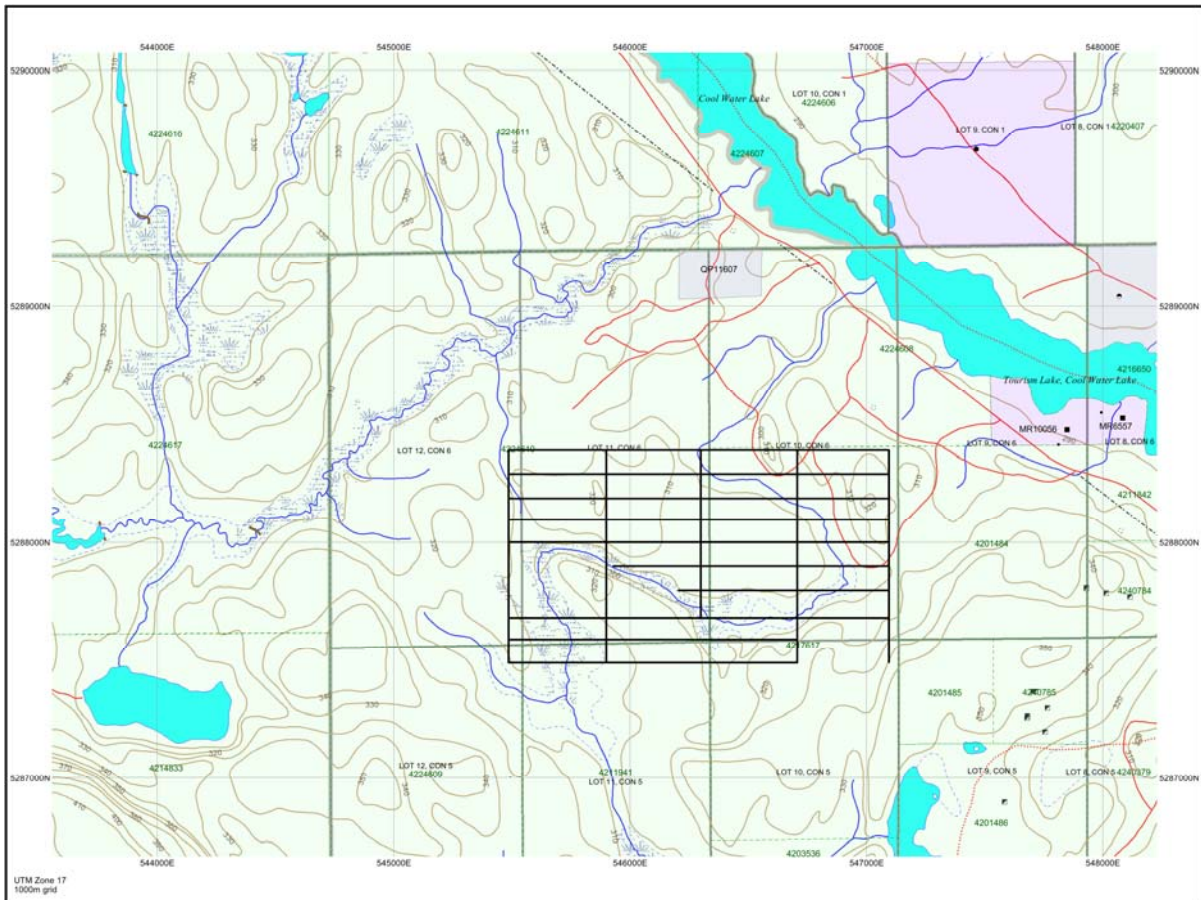 544000E 545000E 546000E 547000E 548000E
5290000N 5290000N
Cool Water Lake
LOT 10, CON 1
4224606
LOT 9, CON 1
LOT 8, CON 1
4220407
4224616
4224611
4224607
QP11607
5289000N 5289000N
4224608
4216650
Tourism Lake, Cool Water Lake
MR10056
MR6557
4224617
LOT 12, CON 6
4224610
LOT 11, CON 6
LOT 10, CON 6
LOT 9, CON 6
LOT 8, CON 6
4211842
5288000N 5288000N
4201484
4240784
4217617
4201485
4240785
4214833
LOT 12, CON 5
4224609
4211941
LOT 11, CON 5
LOT 10, CON 5
LOT 9, CON 5
LOT 8, CON 5
4240379
5287000N 5287000N
4201486
4203536
544000E 545000E 546000E 547000E 548000E
UTM Zone 17
1000m grid